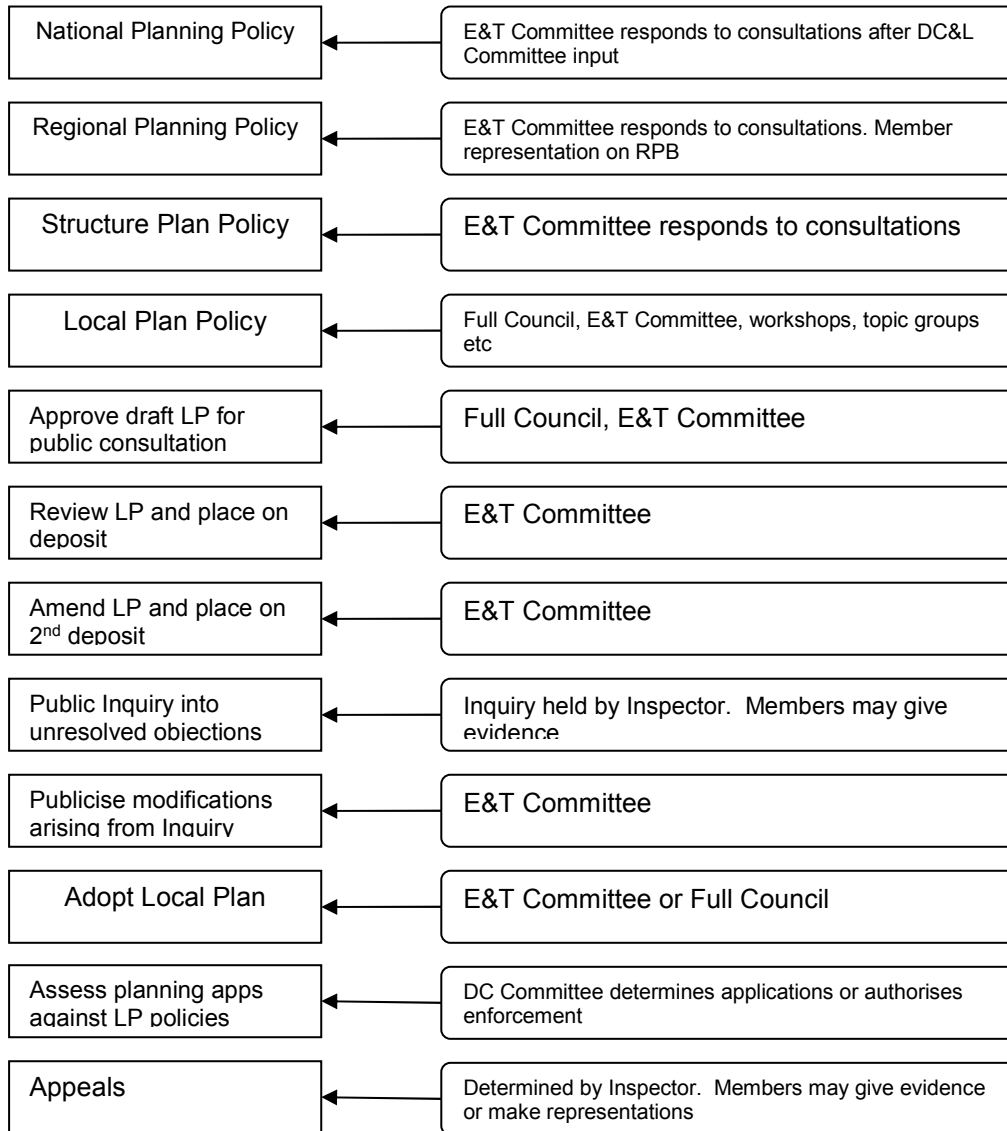 National Planning Policy
E&T Committee responds to consultations after DC&L
Committee input
Regional Planning Policy
E&T Committee responds to consultations. Member
representation on RPB
Structure Plan Policy
E&T Committee responds to consultations
Local Plan Policy
Full Council, E&T Committee, workshops, topic groups
etc
Approve draft LP for
public consultation
Full Council, E&T Committee
Review LP and place on
deposit
E&T Committee
Amend LP and place on
2nd deposit
E&T Committee
Public Inquiry into
unresolved objections
Inquiry held by Inspector.  Members may give
evidence
Publicise modifications
arising from Inquiry
E&T Committee
Adopt Local Plan
E&T Committee or Full Council
Assess planning apps
against LP policies
DC Committee determines applications or authorises
enforcement
Appeals
Determined by Inspector.  Members may give evidence
or make representations